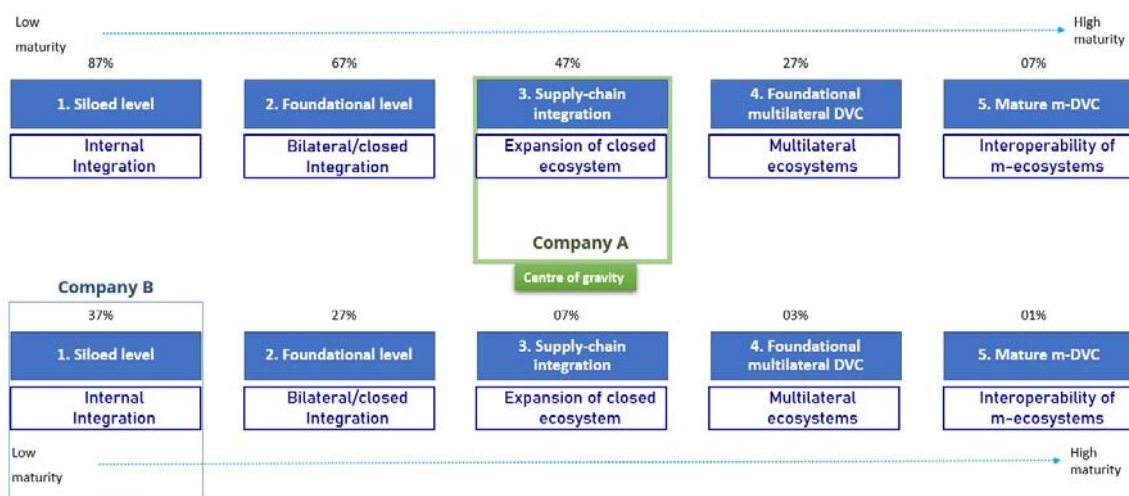 Low
maturity
High
maturity
87%
67%
47%
27%
07%
1. Siloed level
2. Foundational level
3. Supply-chain
integration
4. Foundational
multilateral DVC
5. Mature m-DVC
Internal
Integration
Bilateral/closed
Integration
Expansion of closed
ecosystem
Multilateral
ecosystems
Interoperability of
m-ecosystems
Company A
Centre of gravity
Company B
37%
27%
07%
03%
01%
1. Siloed level
2. Foundational level
3. Supply-chain
integration
4. Foundational
multilateral DVC
5. Mature m-DVC
Internal
Integration
Bilateral/closed
Integration
Expansion of closed
ecosystem
Multilateral
ecosystems
Interoperability of
m-ecosystems
Low
maturity
High
maturity